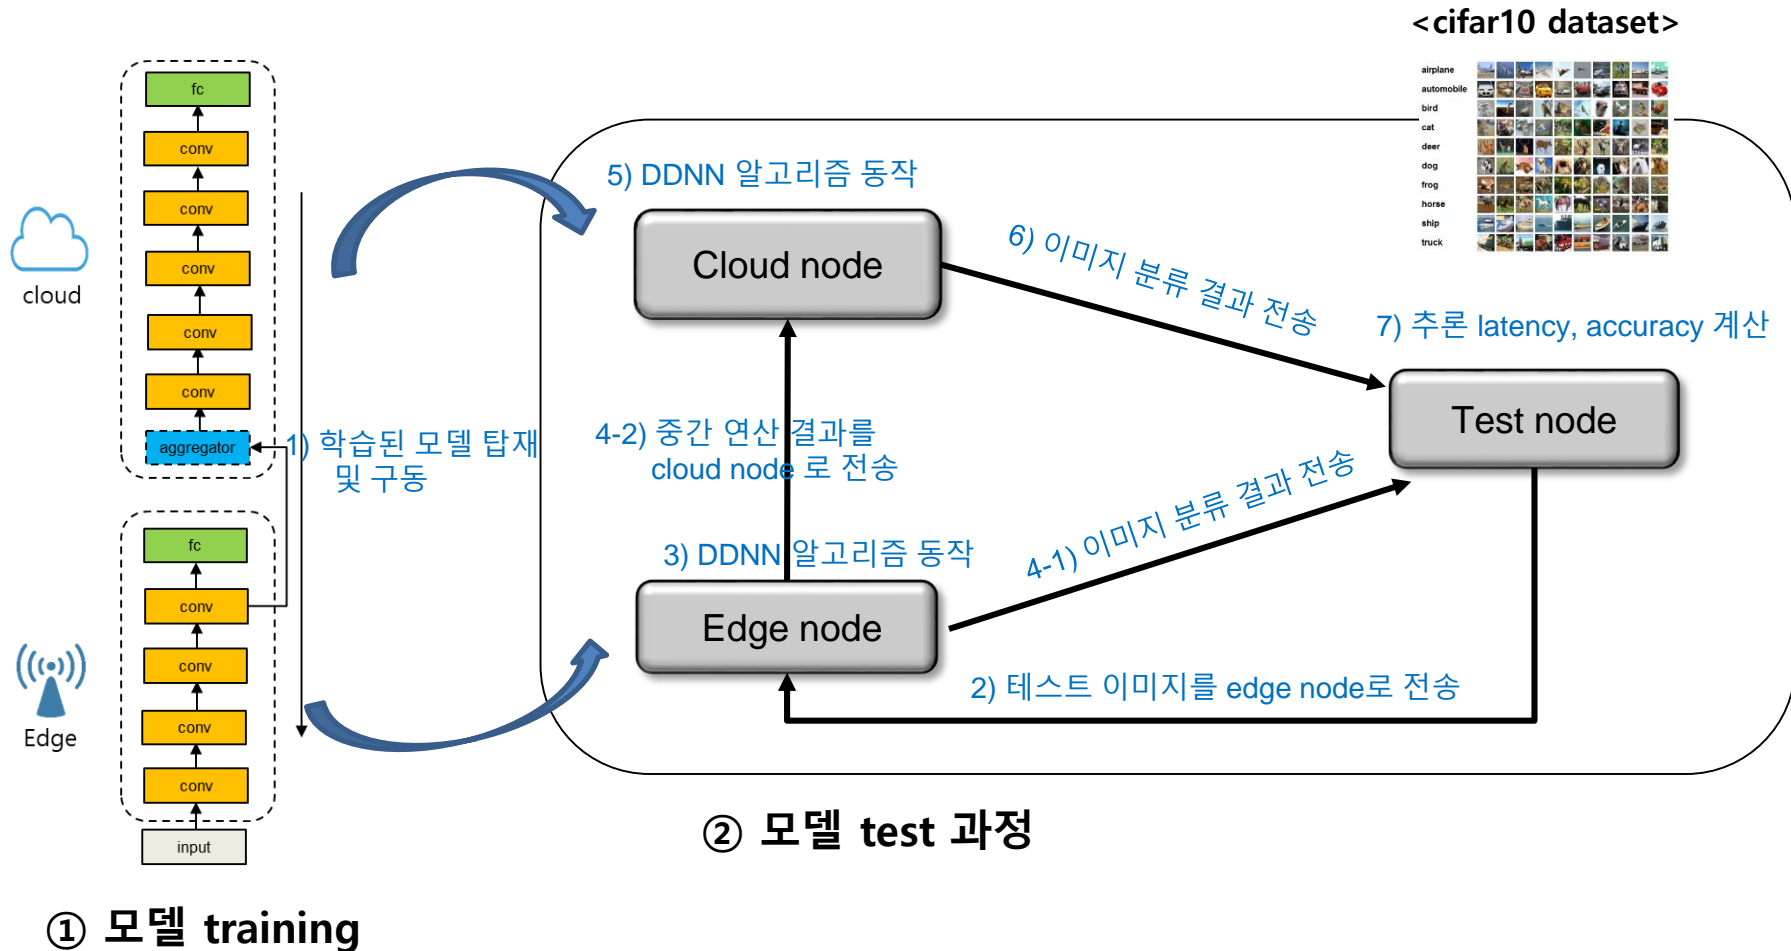 <cifar10 dataset>
airplane
automobile
bird
cat
deer
dog
frog
horse
ship
truck
fc
conv
conv
conv
conv
conv
aggregator
cloud
fc
conv
conv
conv
conv
input
Edge
1) 학습된 모델 탑재
및 구동
5) DDNN 알고리즘 동작
Cloud node
6) 이미지 분류 결과 전송
7) 추론 latency, accuracy 계산
Test node
4-2) 중간 연산 결과를
cloud node 로 전송
4-1) 이미지 분류 결과 전송
3) DDNN 알고리즘 동작
Edge node
2) 테스트 이미지를 edge node로 전송
② 모델 test 과정
① 모델 training